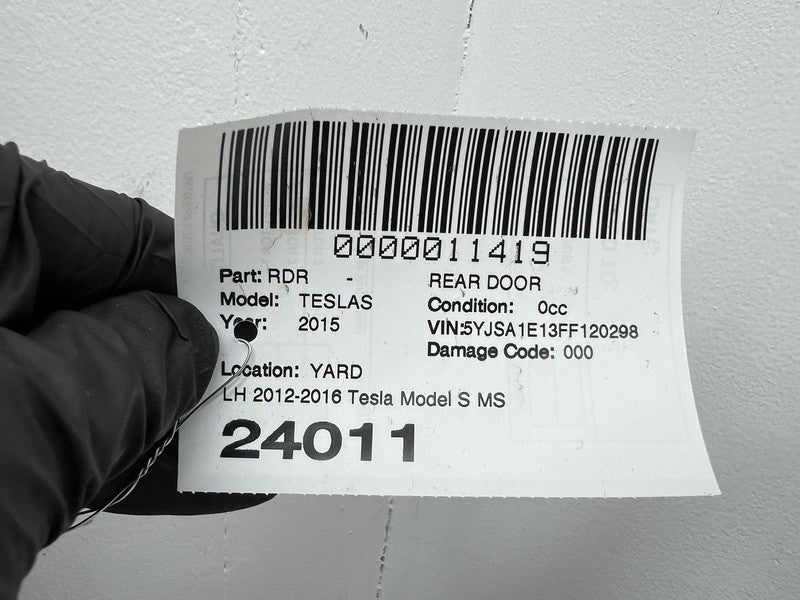 0000011419
Part: RDR - REAR DOOR
Model: TESLAS Condition: 0cc
Year: 2015 VIN:5YJSA1E13FF120298
Damage Code: 000
Location: YARD
LH 2012-2016 Tesla Model S MS
24011